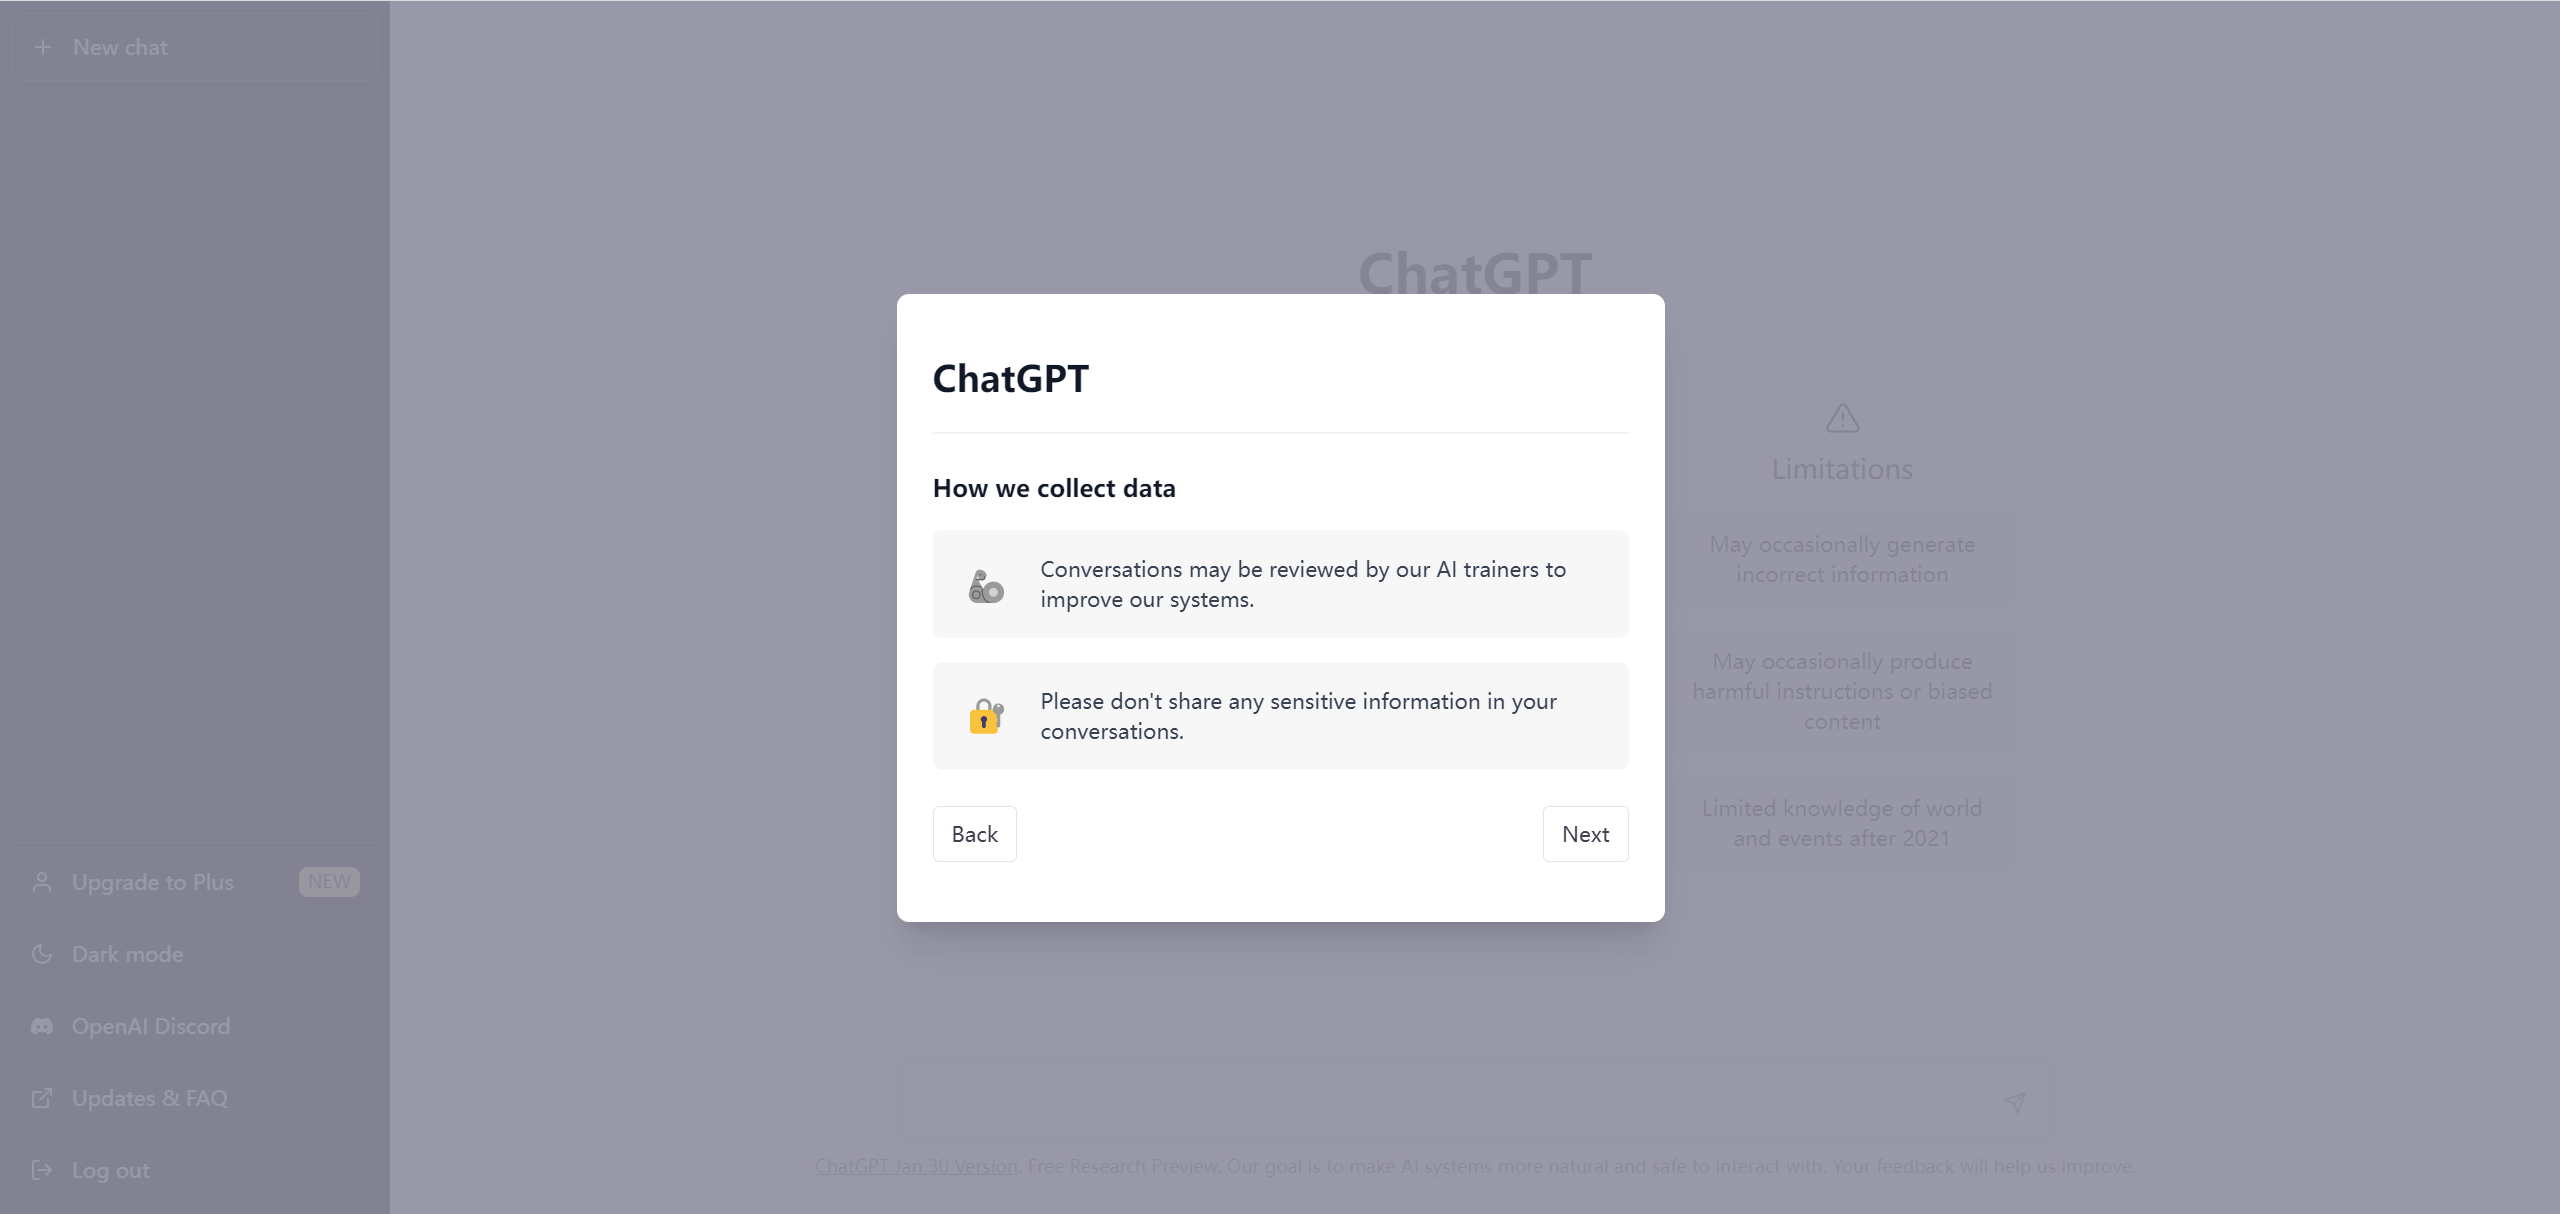 New chat
Upgrade to Plus
NEW
Dark mode
OpenAI Discord
Updates & FAQ
Log out
ChatGPT
ChatGPT
How we collect data
Conversations may be reviewed by our AI trainers to
improve our systems.
Please don't share any sensitive information in your
conversations.
Back
Next
Limitations
May occasionally generate
incorrect information
May occasionally produce
harmful instructions or biased
content
Limited knowledge of world
and events after 2021
ChatGPT Jan 30 Version. Free Research Preview. Our goal is to make AI systems more natural and safe to interact with. Your feedback will help us improve.